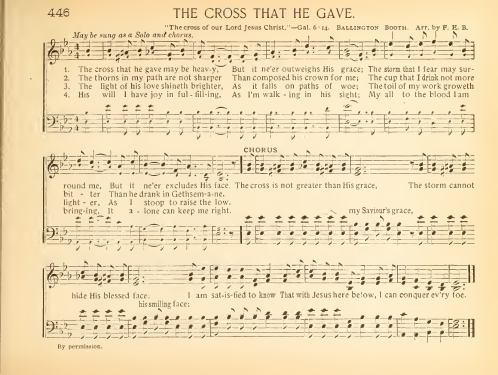 446 THE CROSS THAT HE GAVE.
"The cross of our Lord Jesus Christ."—Gal. 6-14. BALLINGTON BOOTH. Arr. by P. E. B.
May be sung as a Solo and chorus.
1. The cross that he gave may be heav-y, But it ne'er outweighs His grace; The storm that I fear may sur-
2. The thorns in my path are not sharper Than composed his crown for me; The cup that I drink not more
3. The light of his love shineth brighter, As it falls on paths of woe; The toil of my work groweth
4. His will I have joy in ful-fill-ing, As I'm walk-ing in his sight; My all to the blood I am
CHORUS
round me, But it ne'er excludes His face. The cross is not greater than His grace, The storm cannot
bit-ter Than he drank in Gethsem-a-ne.
light-er, As I stoop to raise the low.
bring-ing, It a-lone can keep me right. my Saviour's grace,
hide His blessed face: I am sat-is-fied to know That with Jesus here below, I can conquer ev'ry foe.
his smiling face;
By permission.